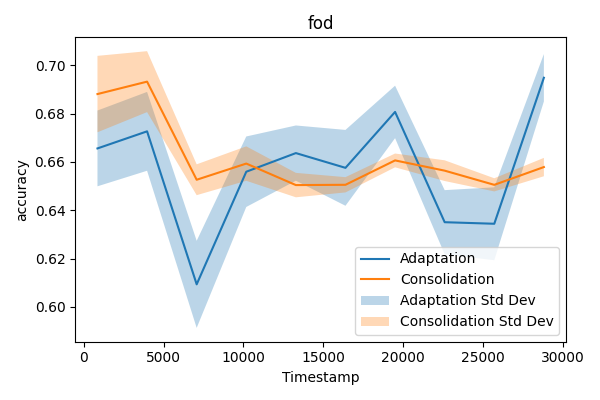 fod
0.70
0.68
0.66
0.64
0.62
0.60
accuracy
0
5000
10000
15000
20000
25000
30000
Timestamp
Adaptation
Consolidation
Adaptation Std Dev
Consolidation Std Dev